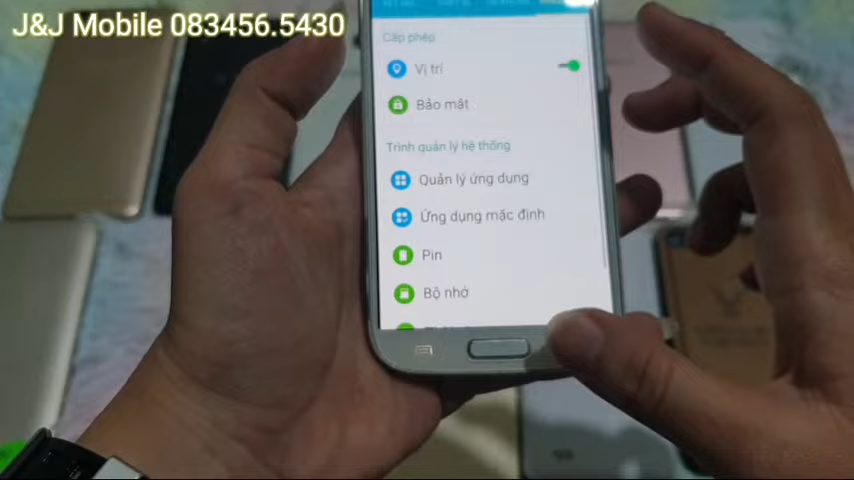 J&J Mobile 083456.5430
Cấp phép
Vị trí
Bảo mật
Trình quản lý hệ thống
Quản lý ứng dụng
Ứng dụng mặc định
Pin
Bộ nhớ